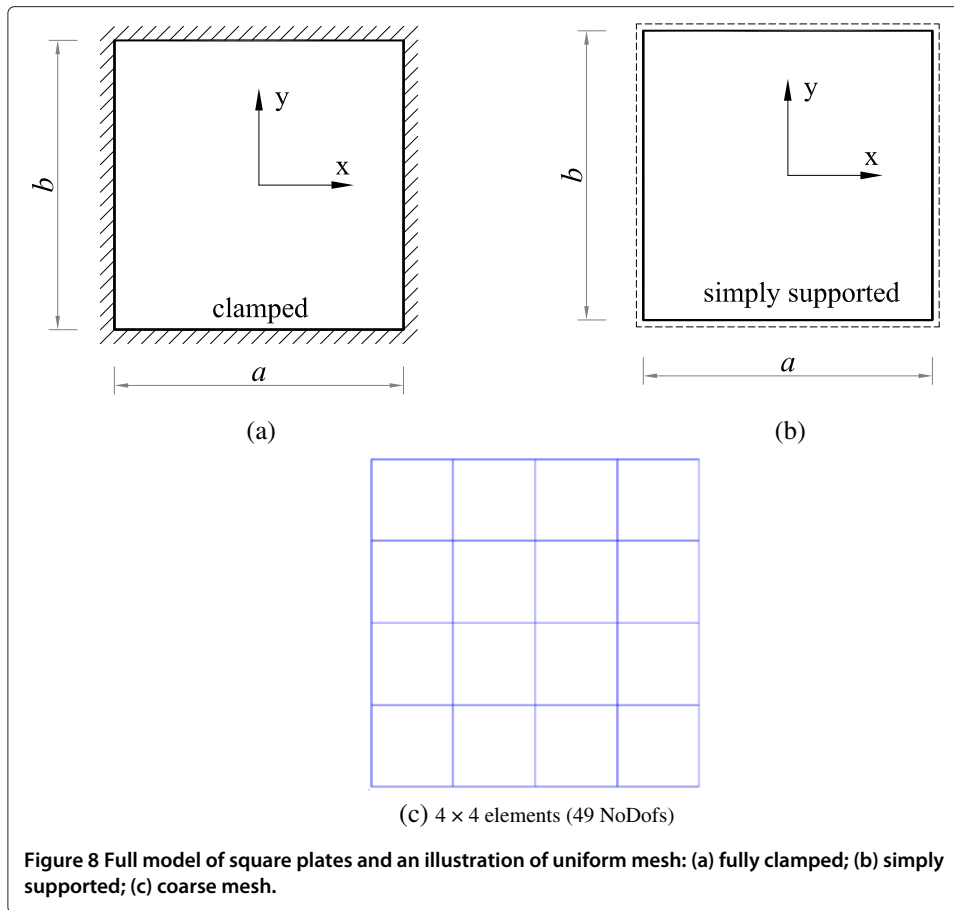 y
x
b
clamped
a
(a)
y
x
b
simply supported
a
(b)
(c) 4 × 4 elements (49 NoDofs)
Figure 8 Full model of square plates and an illustration of uniform mesh: (a) fully clamped; (b) simply
supported; (c) coarse mesh.